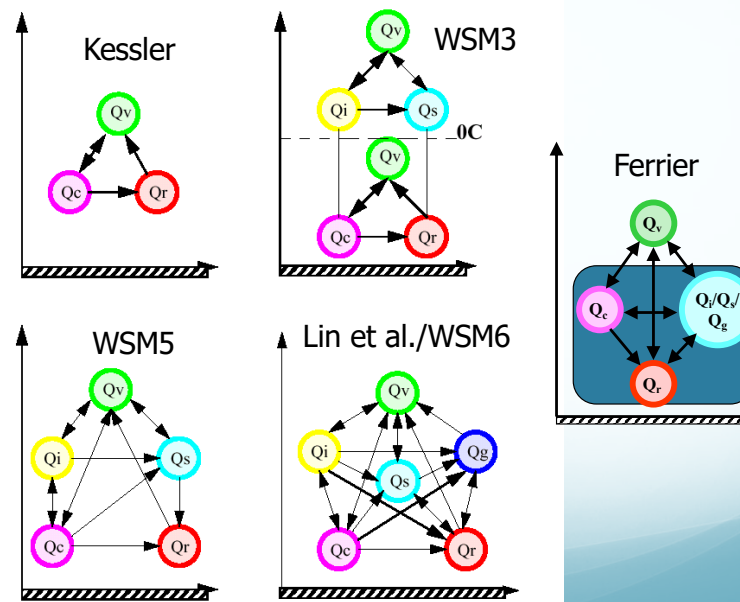 Kessler
Qv
Qc
Qr
WSM3
Qv
Qi
Qs
0C
Qv
Qc
Qr
Ferrier
Qv
Qc
Qi/Qs/
Qg
Qr
WSM5
Qv
Qi
Qs
Qc
Qr
Lin et al./WSM6
Qv
Qi
Qg
Qs
Qc
Qr